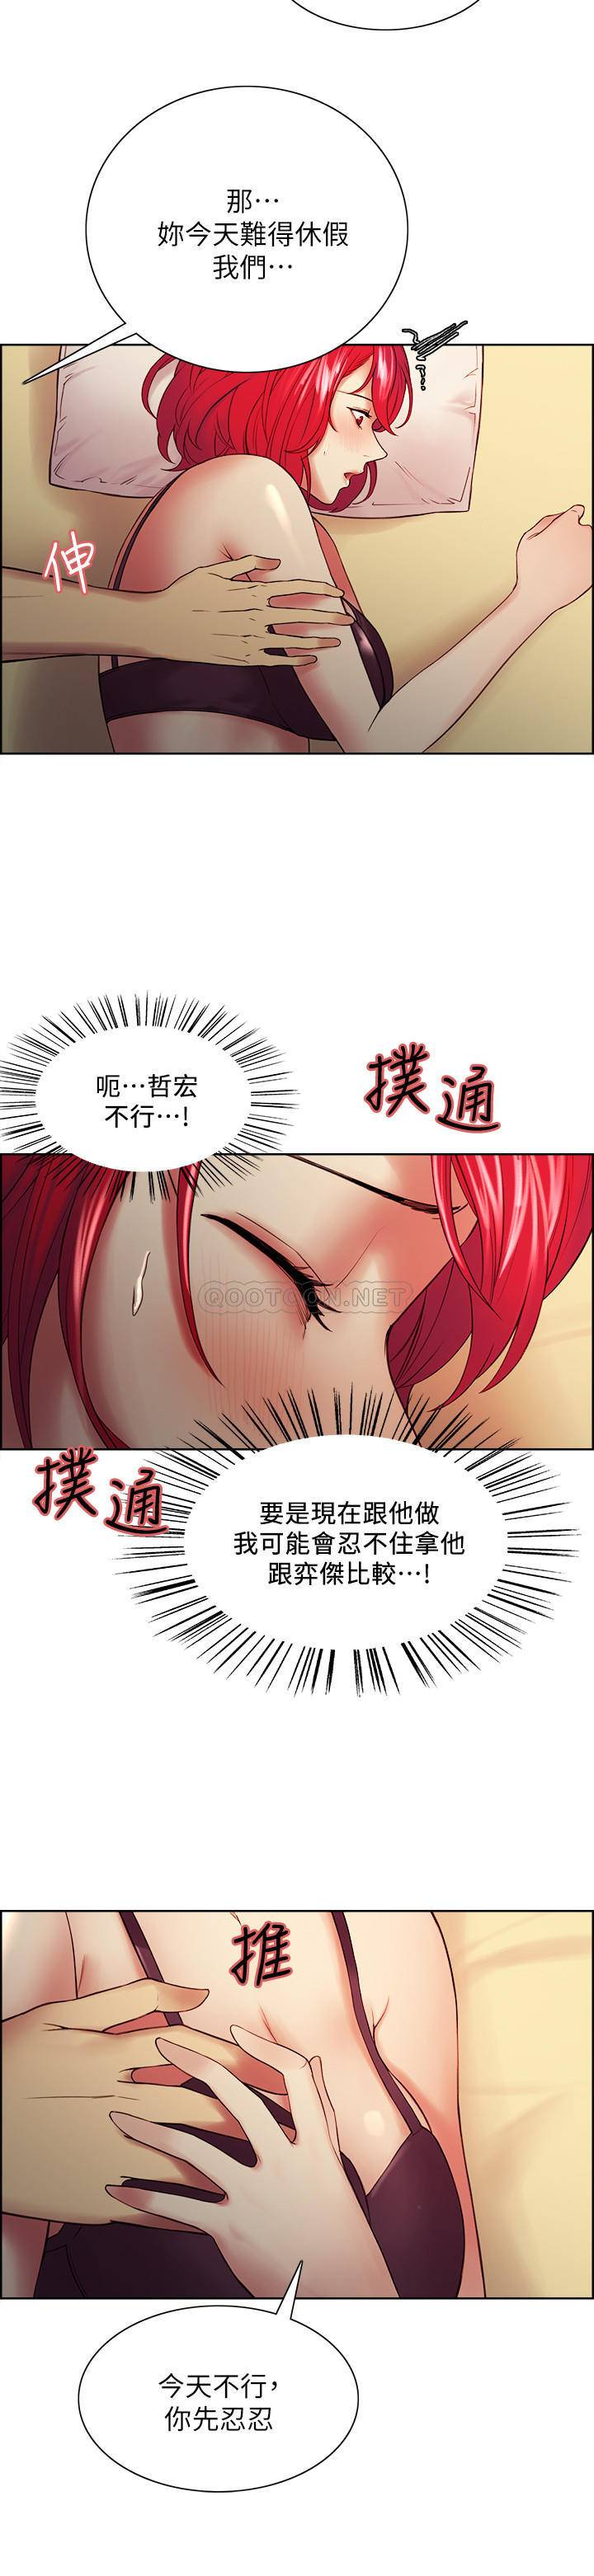 那⋯
妳今天難得休假
我們⋯
伸
呃⋯哲宏
不行⋯!
撲通
QOOTOON.NET
撲通
要是現在跟他做
我可能會忍不住拿他
跟弈傑比較⋯!
推
今天不行，
你先忍忍